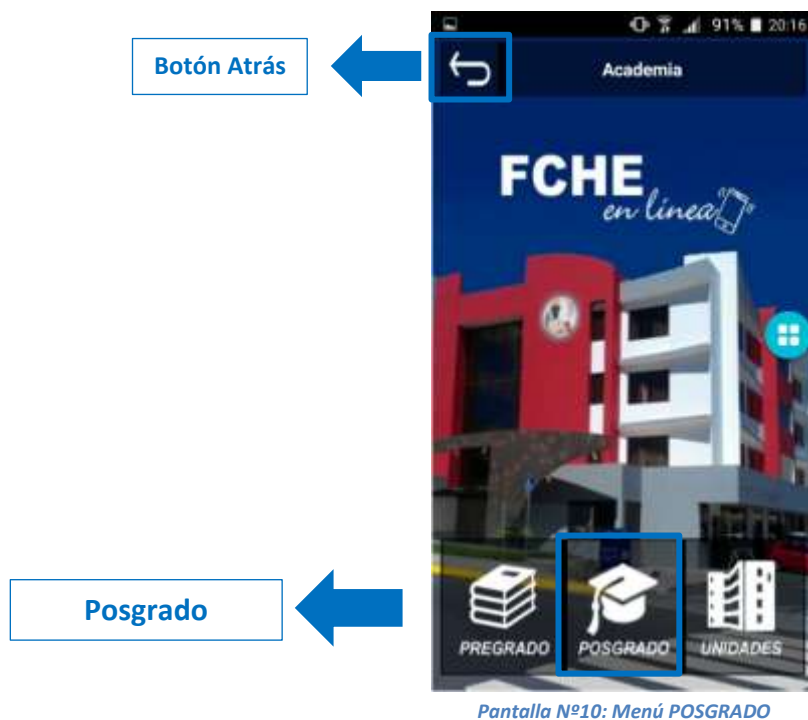 91% 20:16
Botón Atrás
Academia
FCHE
en línea
Posgrado
PREGRADO POSGRADO UNIDADES
Pantalla Nº10: Menú POSGRADO